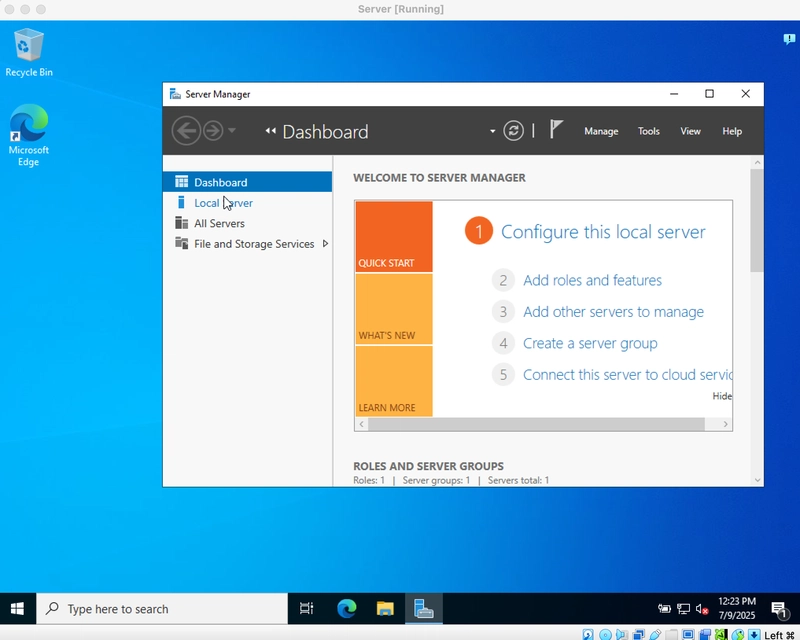 Server [Running]
Recycle Bin
Microsoft
Edge
Server Manager
Dashboard
Manage
Tools
View
Help
Dashboard
Local Server
All Servers
File and Storage Services
WELCOME TO SERVER MANAGER
QUICK START
WHAT'S NEW
LEARN MORE
1 Configure this local server
2 Add roles and features
3 Add other servers to manage
4 Create a server group
5 Connect this server to cloud servic
Hide
ROLES AND SERVER GROUPS
Roles: 1 | Server groups: 1 | Servers total: 1
Type here to search
12:23 PM
7/9/2025
1
Left ⌘